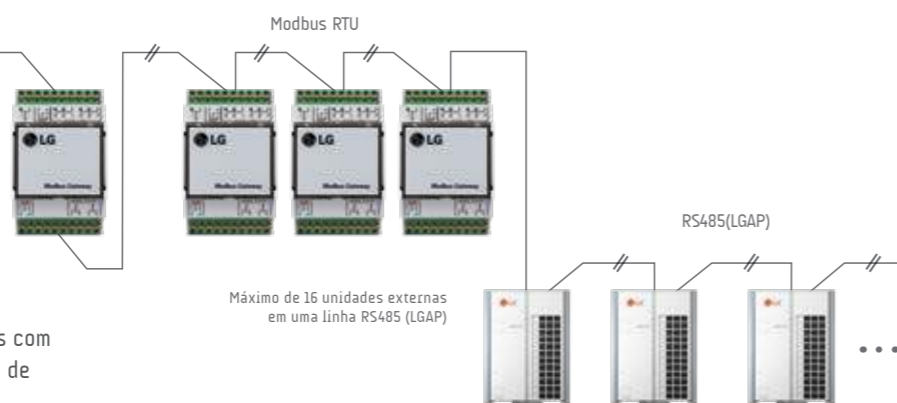 Modbus RTU
LG
Modbus Gateway
LG
Modbus Gateway
LG
Modbus Gateway
LG
Modbus Gateway
RS485(LGAP)
Máximo de 16 unidades externas
em uma linha RS485 (LGAP)
s com
de
...